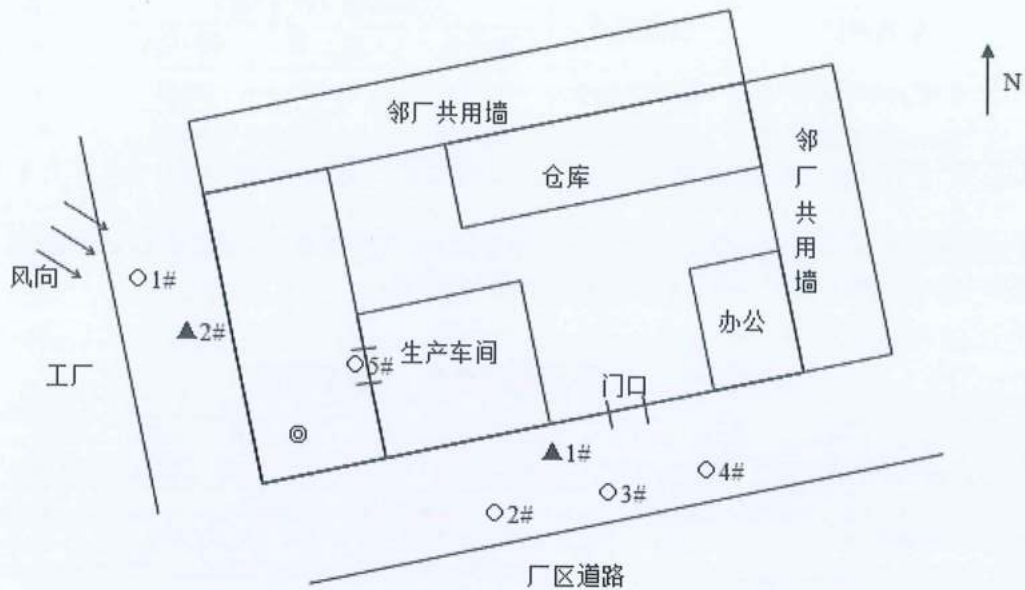 邻厂共用墙
N
仓库
邻厂共用墙
风向
○1#
▲2#
工厂
○5#
生产车间
办公
门口
◎
▲1#
○4#
○3#
○2#
厂区道路